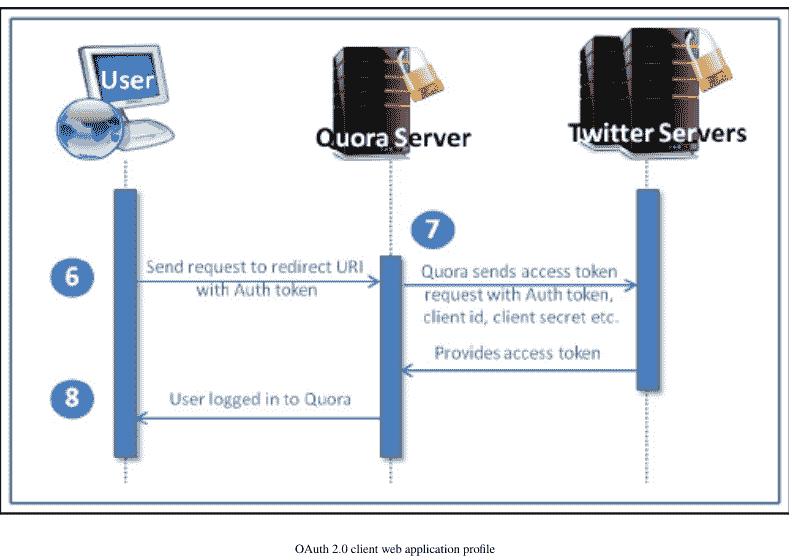 User
Quora Server
Twitter Servers
7
6
Send request to redirect URI
with Auth token
Quora sends access token
request with Auth token,
client id, client secret etc.
Provides access token
8
User logged in to Quora
OAuth 2.0 client web application profile